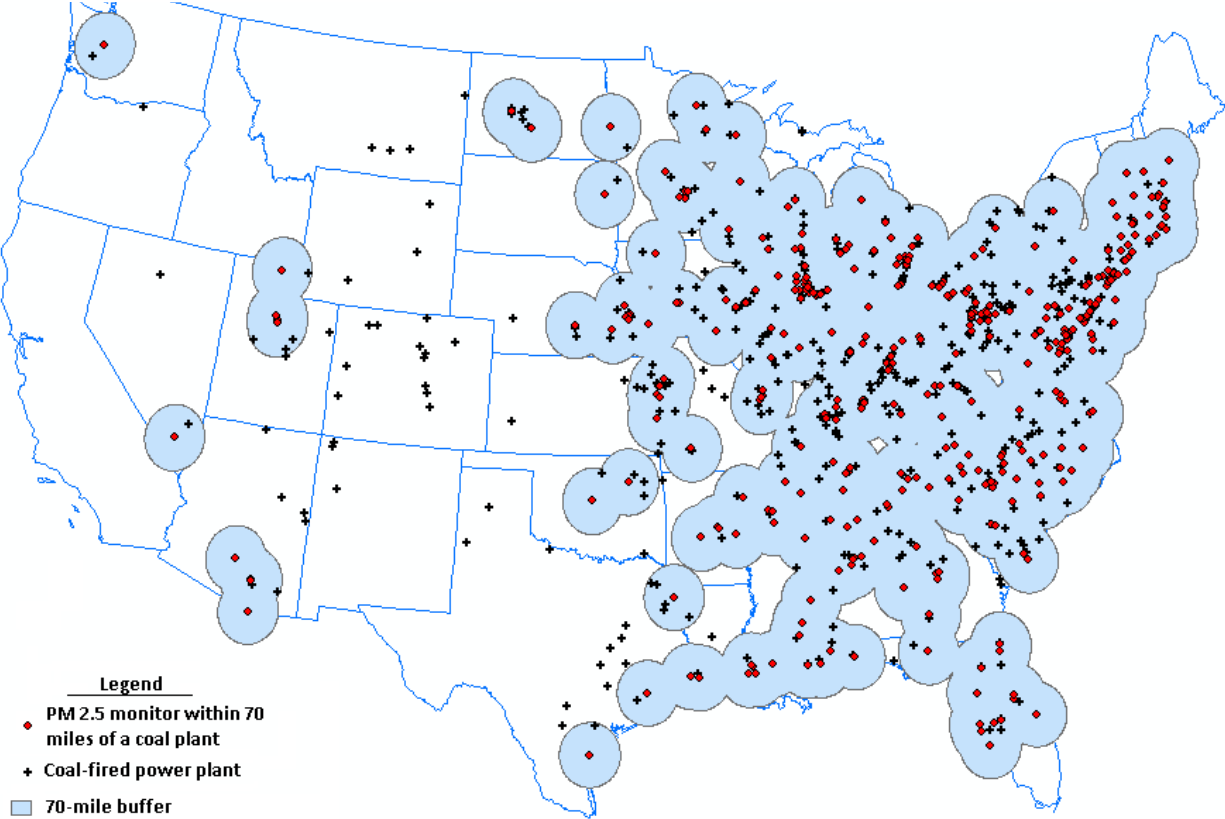 Legend
PM 2.5 monitor within 70
miles of a coal plant
Coal-fired power plant
70-mile buffer